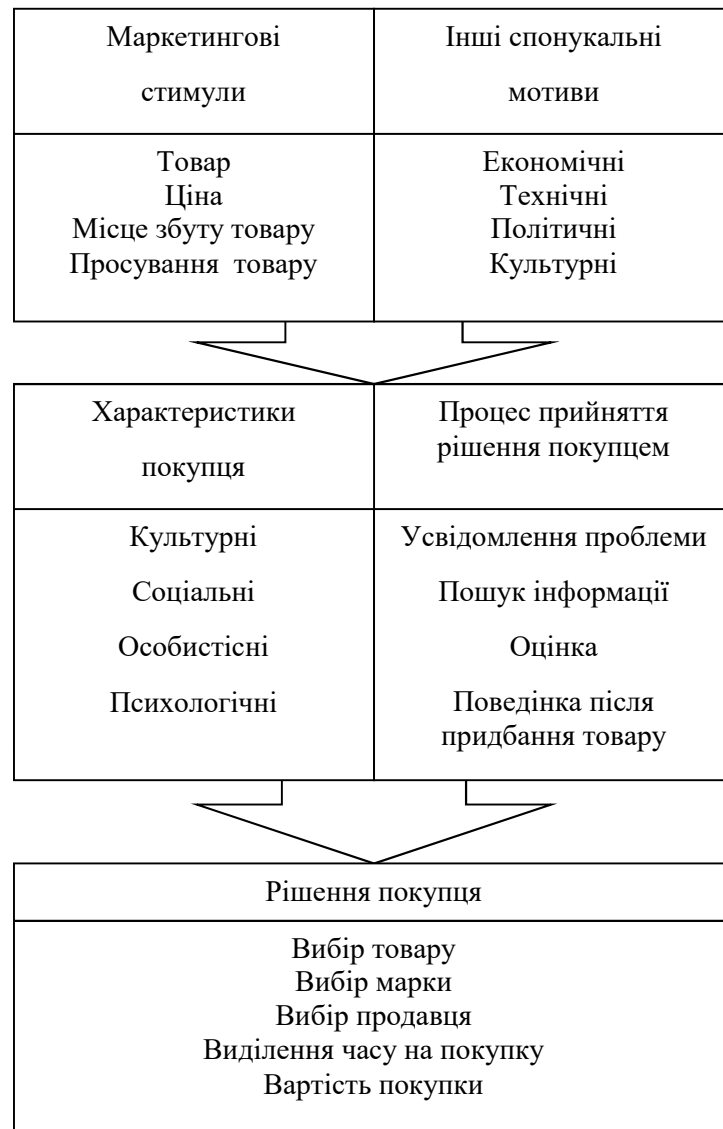 Маркетингові
стимули
Інші спонукальні
мотиви
Товар
Ціна
Місце збуту товару
Просування товару
Економічні
Технічні
Політичні
Культурні
Характеристики
покупця
Процес прийняття
рішення покупцем
Культурні
Соціальні
Особистісні
Психологічні
Усвідомлення проблеми
Пошук інформації
Оцінка
Поведінка після
придбання товару
Рішення покупця
Вибір товару
Вибір марки
Вибір продавця
Виділення часу на покупку
Вартість покупки